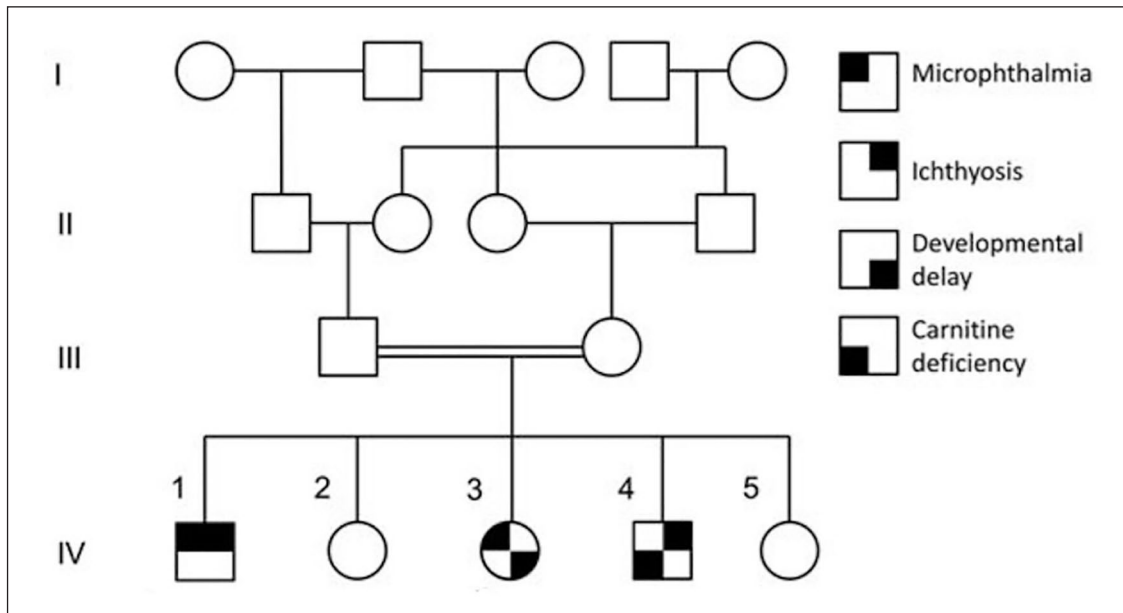 I
II
III
IV
1
2
3
4
5
Microphthalmia
Ichthyosis
Developmental
delay
Carnitine
deficiency